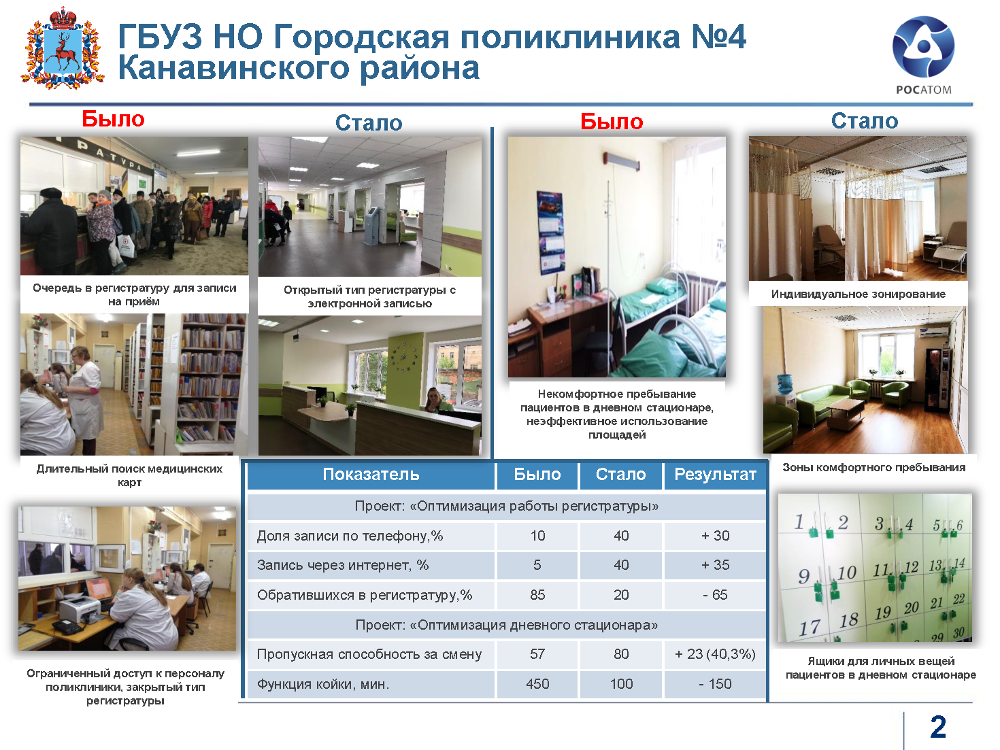 ГБУЗ НО Городская поликлиника №4
Канавинского района
РОСАТОМ
Было
Стало
Было
Стало
РАТУРА
Очередь в регистратуру для записи
на приём
Открытый тип регистратуры с
электронной записью
Длительный поиск медицинских
карт
Ограниченный доступ к персоналу
поликлиники, закрытый тип
регистратуры
Некомфортное пребывание
пациентов в дневном стационаре,
неэффективное использование
площадей
Индивидуальное зонирование
Зоны комфортного пребывания
1 2 3 4 5 6
9 10 11 12 13 14
17 18 19 20 21 22
29 30
Ящики для личных вещей
пациентов в дневном стационаре
Показатель Было Стало Результат
Проект: «Оптимизация работы регистратуры»
Доля записи по телефону,% 10 40 + 30
Запись через интернет, % 5 40 + 35
Обратившихся в регистратуру,% 85 20 - 65
Проект: «Оптимизация дневного стационара»
Пропускная способность за смену 57 80 + 23 (40,3%)
Функция койки, мин. 450 100 - 150
2